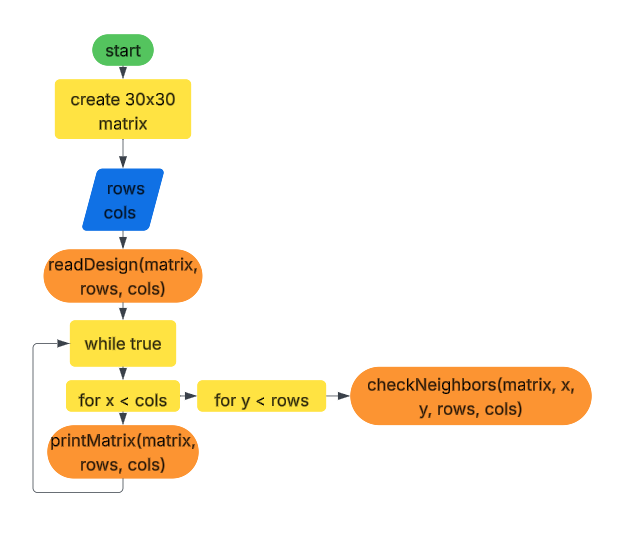 start
create 30x30
matrix
rows
cols
readDesign(matrix,
rows, cols)
while true
for x < cols
for y < rows
checkNeighbors(matrix, x,
y, rows, cols)
printMatrix(matrix,
rows, cols)